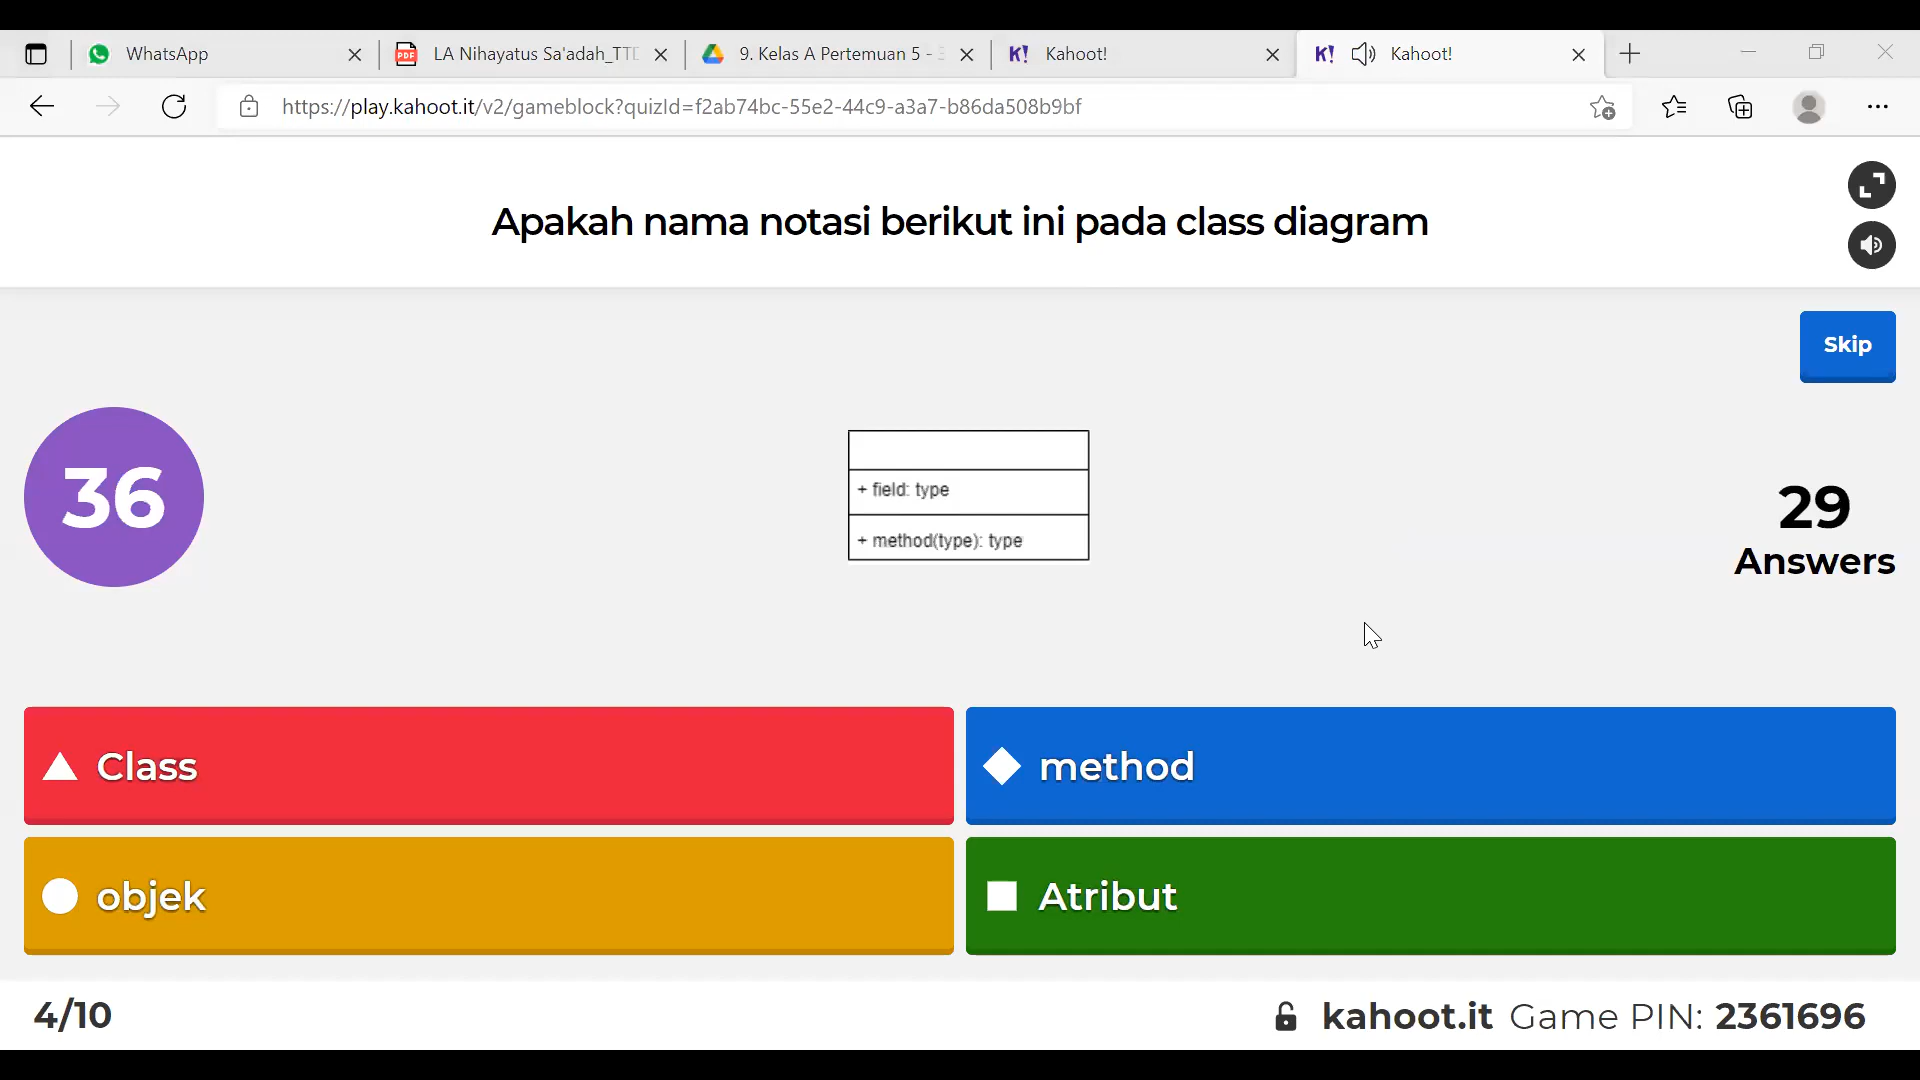 WhatsApp
LA Nihayatus Sa'adah_TTD
9. Kelas A Pertemuan 5 -
K! Kahoot!
K! Kahoot!
https://play.kahoot.it/v2/gameblock?quizId=f2ab74bc-55e2-44c9-a3a7-b86da508b9bf
Apakah nama notasi berikut ini pada class diagram
Skip
36
+ field: type
+ method(type): type
29
Answers
Class
method
objek
Atribut
4/10
kahoot.it Game PIN: 2361696